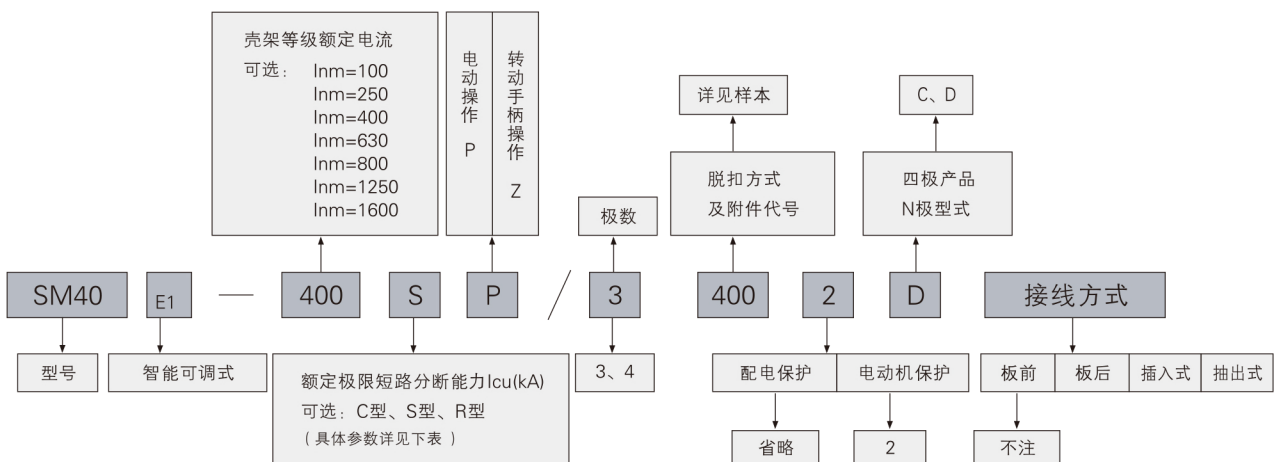 壳架等级额定电流
可选： Inm=100
Inm=250
Inm=400
Inm=630
Inm=800
Inm=1250
Inm=1600
电动操作 P
转动手柄操作 Z
极数
详见样本
脱扣方式
及附件代号
C、D
四极产品
N极型式
SM40 E1 — 400 S P / 3 400 2 D 接线方式
型号
智能可调式
额定极限短路分断能力Icu(kA)
可选：C型、S型、R型
（具体参数详见下表）
3、4
配电保护 电动机保护
省略 2
板前 板后 插入式 抽出式
不注